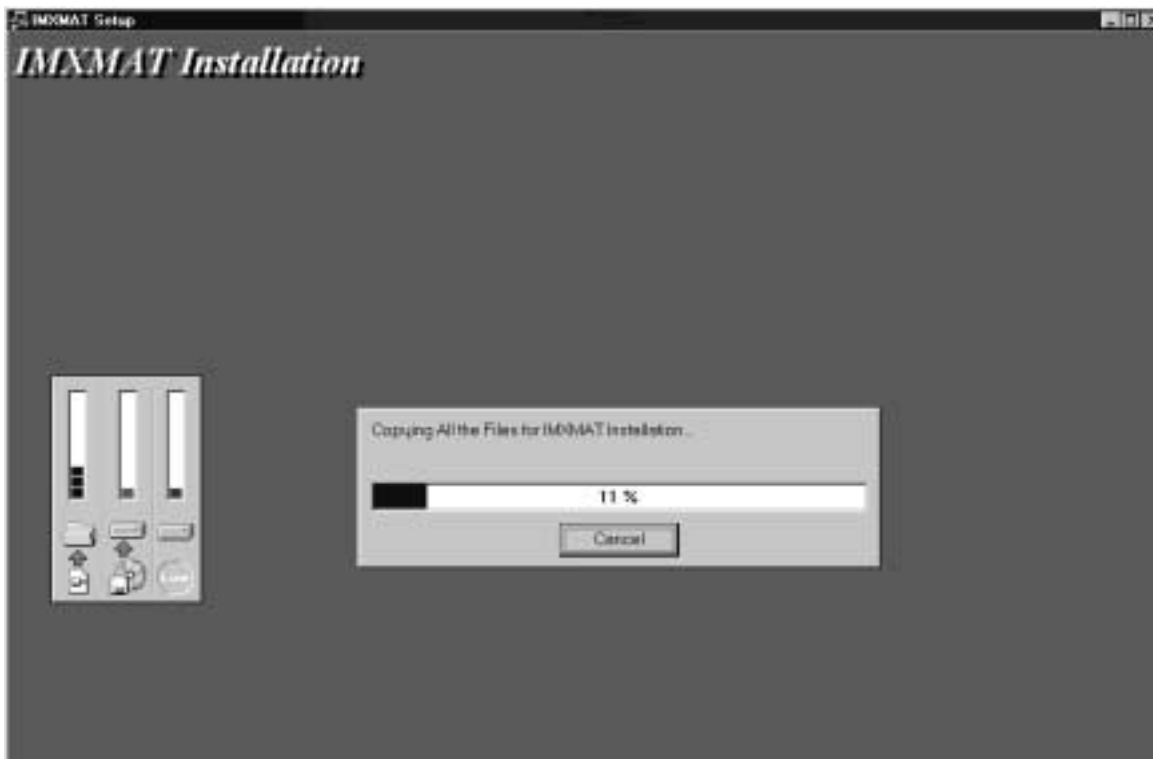 IMXMAT Setup
IMXMAT Installation
Copying All the Files for IMXMAT Installation...
11 %
Cancel